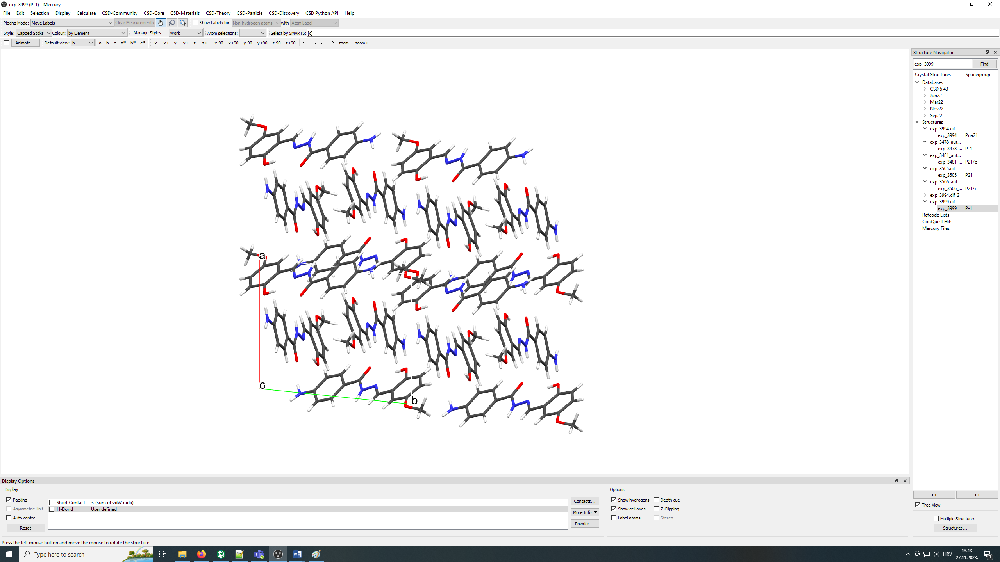 exp_3999 (P-1) - Mercury
File Edit Selection Display Calculate CSD-Community CSD-Core CSD-Materials CSD-Theory CSD-Particle CSD-Discovery CSD Python API Help
Picking Mode: Move Labels Clear Measurements Show Labels for Non-hydrogen atoms with Atom Label
Style: Capped Sticks Colour: by Element Manage Styles... Work Atom selections: Select by SMARTS: [c]
Animate... Default view: b a b c a* b* c* x- x+ y- y+ z- z+ x-90 x+90 y-90 y+90 z-90 z+90 zoom- zoom+
Structure Navigator
exp_3999 Find
Crystal Structures Spacegroup
Databases
CSD 5.43
Jun22
Mar22
Nov22
Sep22
Structures
exp_3994.cif
exp_3994 Pna21
exp_3478_aut...
exp_3478_... P-1
exp_3481_aut...
exp_3481_... P21/c
exp_3505.cif
exp_3505 P21
exp_3506_aut...
exp_3506_... P21/c
exp_3994.cif_2
exp_3999.cif
exp_3999 P-1
Refcode Lists
ConQuest Hits
Mercury Files
a
c
b
<< >>
Tree View
Multiple Structures
Structures...
Display Options
Display
Packing
Asymmetric Unit
Auto centre
Reset
Short Contact < (sum of vdW radii)
H-Bond User defined
Contacts...
More Info
Powder...
Options
Show hydrogens Depth cue
Show cell axes Z-Clipping
Label atoms Stereo
Press the left mouse button and move the mouse to rotate the structure
Type here to search
HRV
13:13
27.11.2023.
1